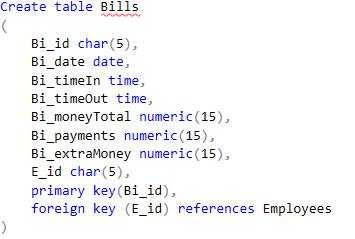 Create table Bills
(
Bi_id char(5),
Bi_date date,
Bi_timeIn time,
Bi_timeOut time,
Bi_moneyTotal numeric(15),
Bi_payments numeric(15),
Bi_extraMoney numeric(15),
E_id char(5),
primary key(Bi_id),
foreign key (E_id) references Employees
)